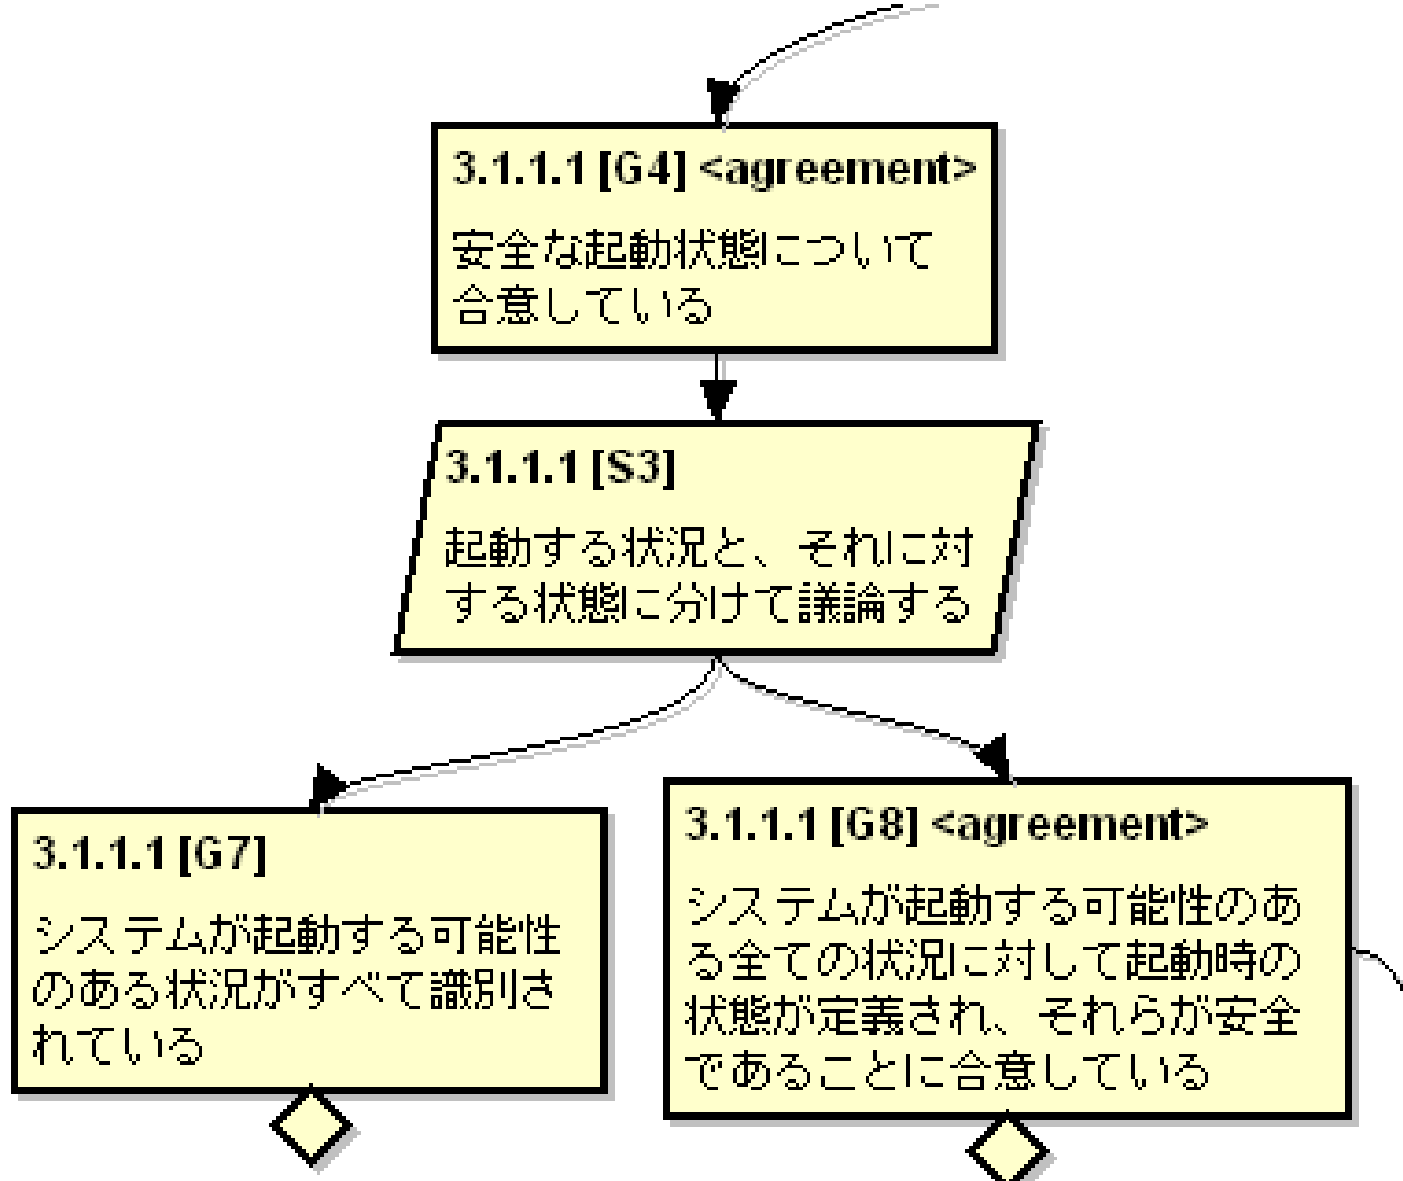 3.1.1.1 [G4] <agreement>
安全な起動状態について
合意している
3.1.1.1 [S3]
起動する状況と、それに対
する状態に分けて議論する
3.1.1.1 [G7]
システムが起動する可能性
のある状況がすべて識別さ
れている
3.1.1.1 [G8] <agreement>
システムが起動する可能性のあ
る全ての状況に対して起動時の
状態が定義され、それらが安全
であることに合意している